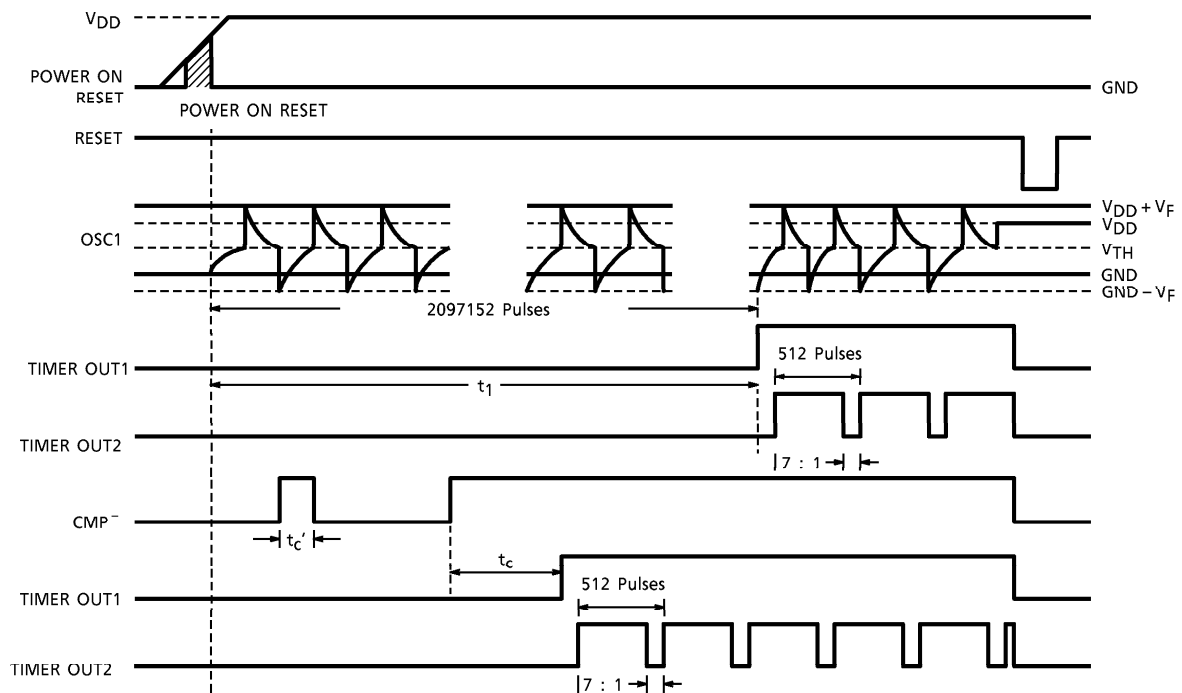 VDD
POWER ON
RESET
GND
POWER ON RESET
RESET
OSC1
VDD + VF
VDD
VTH
GND
GND – VF
2097152 Pulses
TIMER OUT1
512 Pulses
t1
TIMER OUT2
7 : 1
CMP–
tc'
tc
512 Pulses
TIMER OUT1
TIMER OUT2
7 : 1